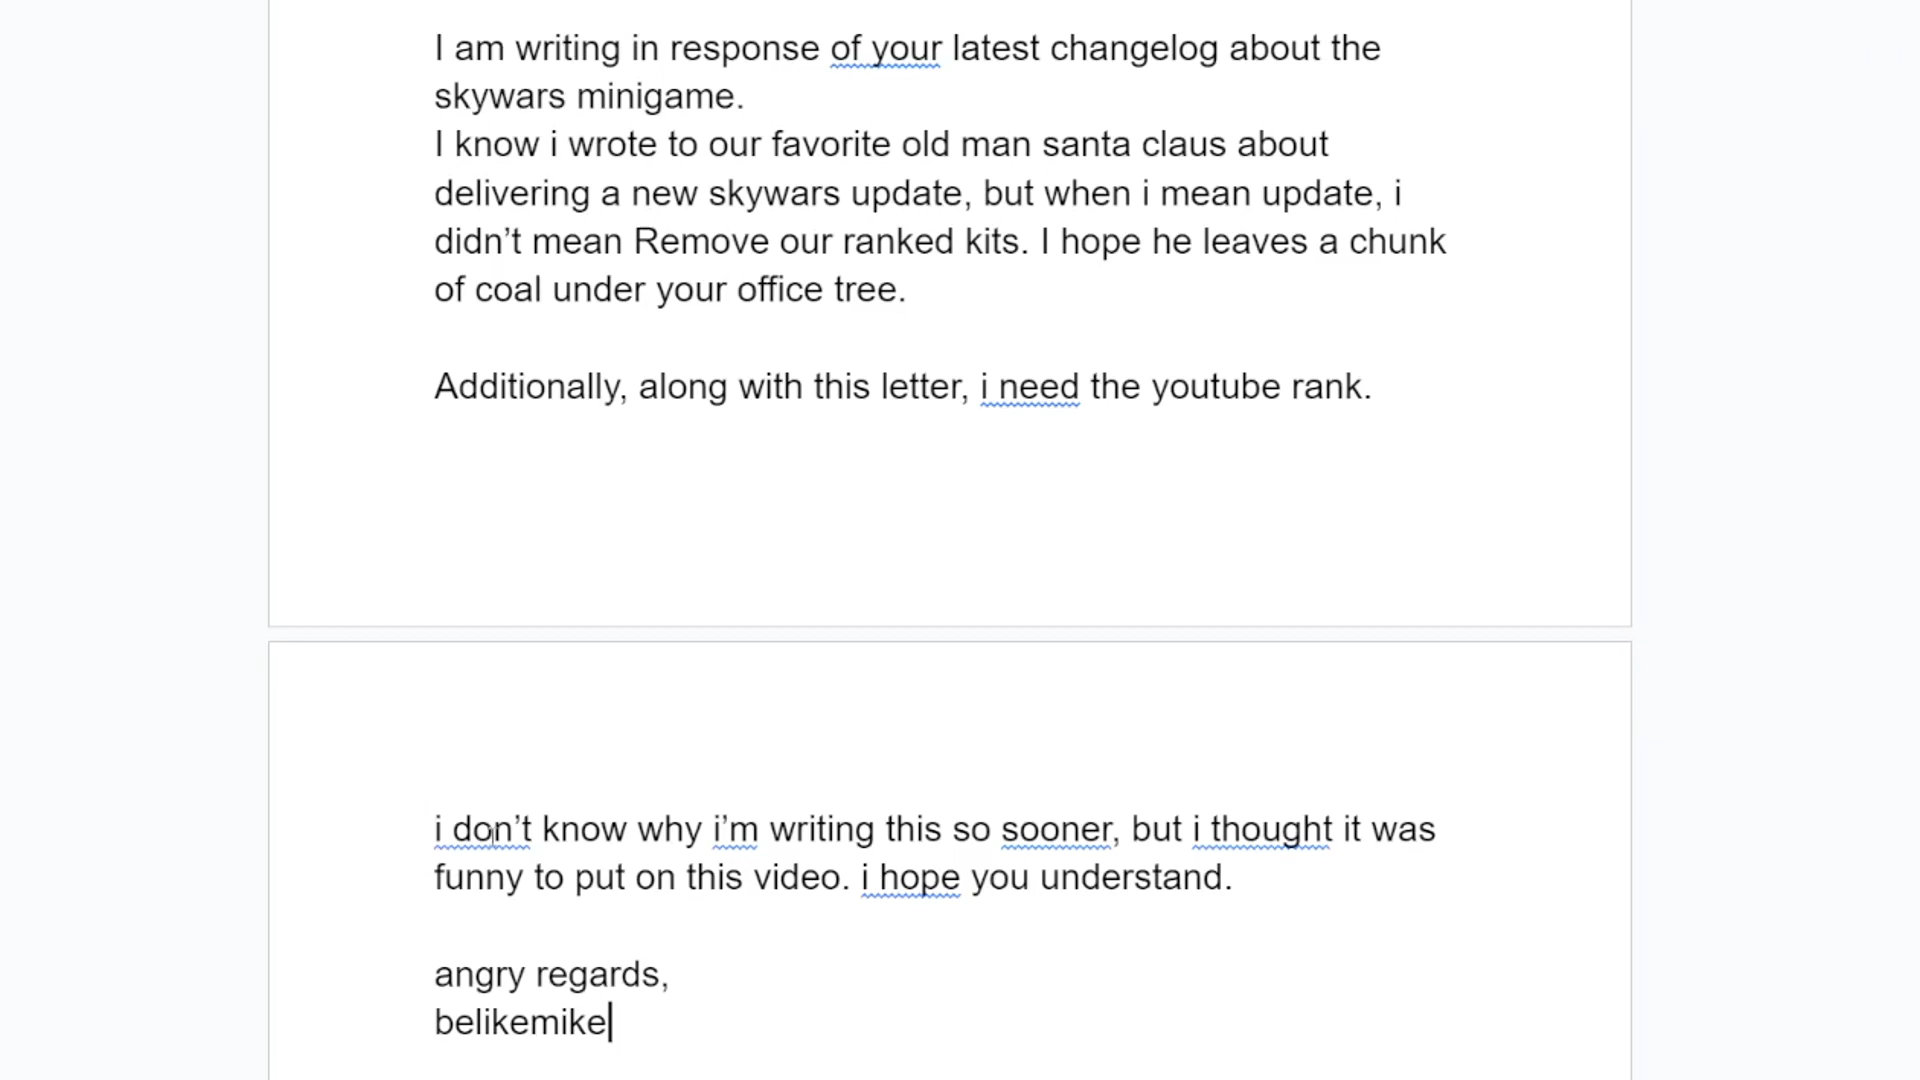 I am writing in response of your latest changelog about the
skywars minigame.
I know i wrote to our favorite old man santa claus about
delivering a new skywars update, but when i mean update, i
didn’t mean Remove our ranked kits. I hope he leaves a chunk
of coal under your office tree.
Additionally, along with this letter, i need the youtube rank.
i don’t know why i’m writing this so sooner, but i thought it was
funny to put on this video. i hope you understand.
angry regards,
belikemike